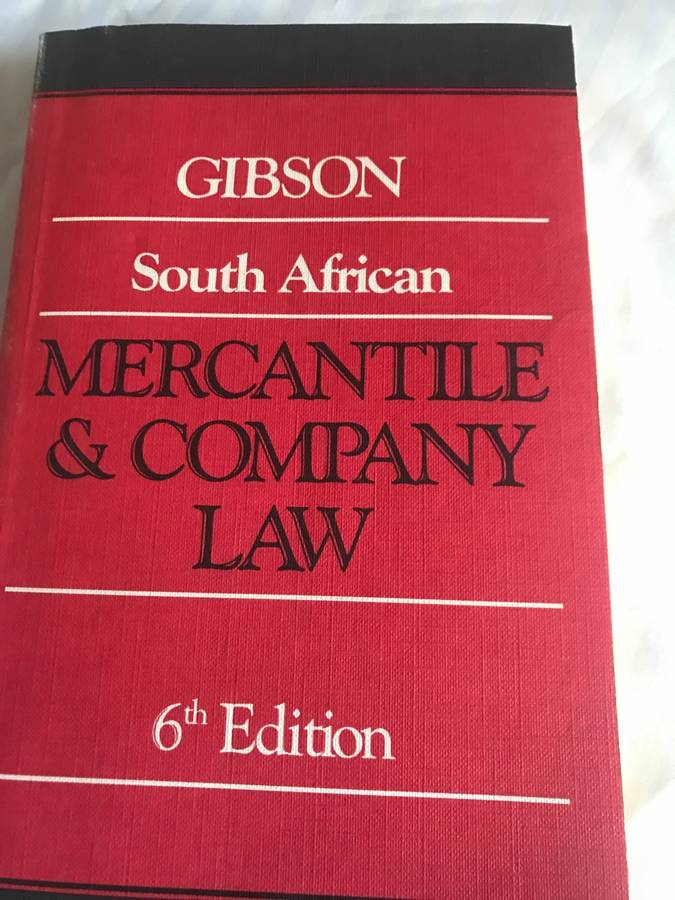 GIBSON
South African
MERCANTILE
& COMPANY
LAW
6th Edition